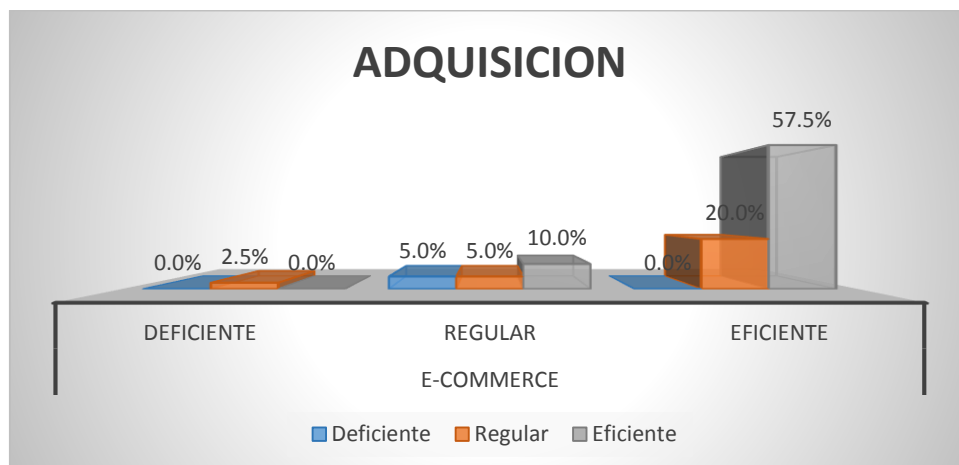 ADQUISICION
57.5%
20.0%
0.0%
2.5%
0.0%
5.0%
5.0%
10.0%
0.0%
DEFICIENTE
REGULAR
EFICIENTE
E-COMMERCE
Deficiente
Regular
Eficiente